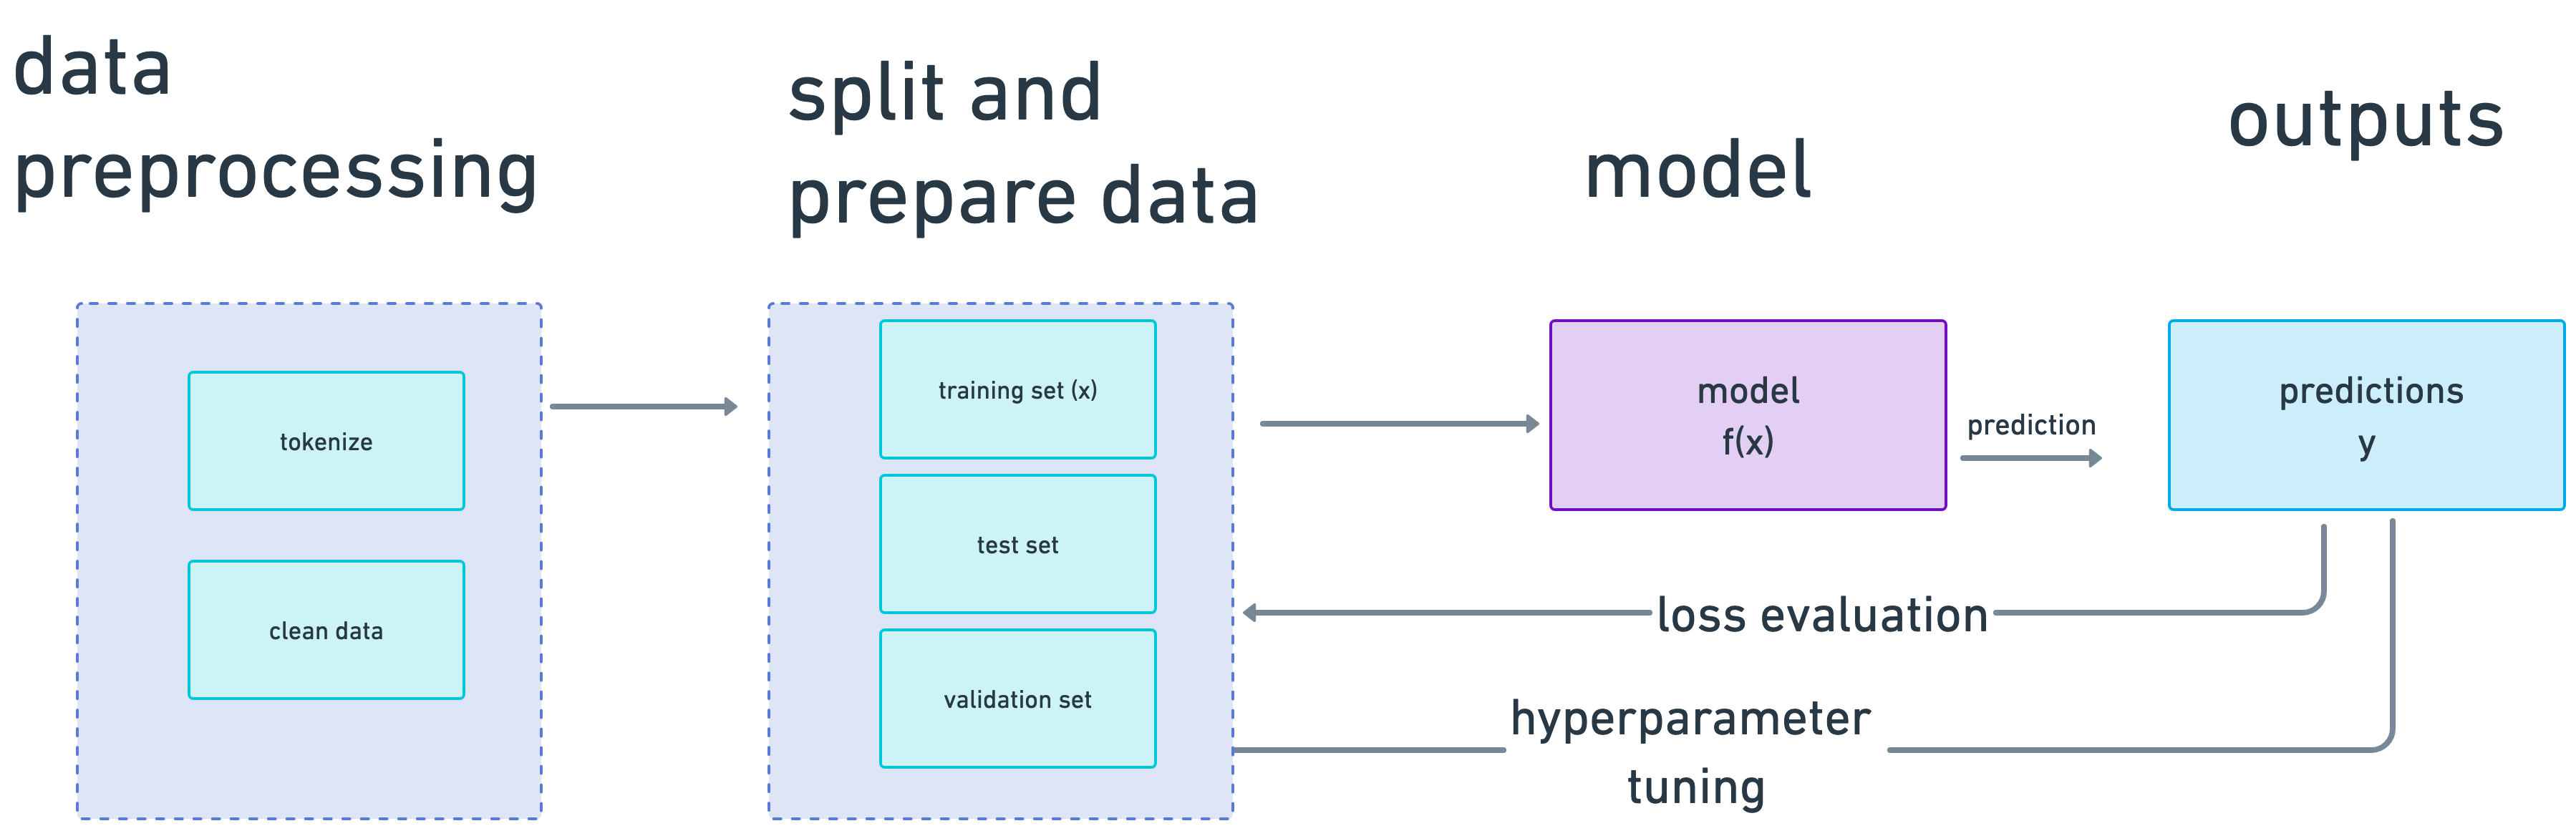 data
preprocessing
split and
prepare data
model
outputs
tokenize
clean data
training set (x)
test set
validation set
model
f(x)
prediction
predictions
y
loss evaluation
hyperparameter
tuning